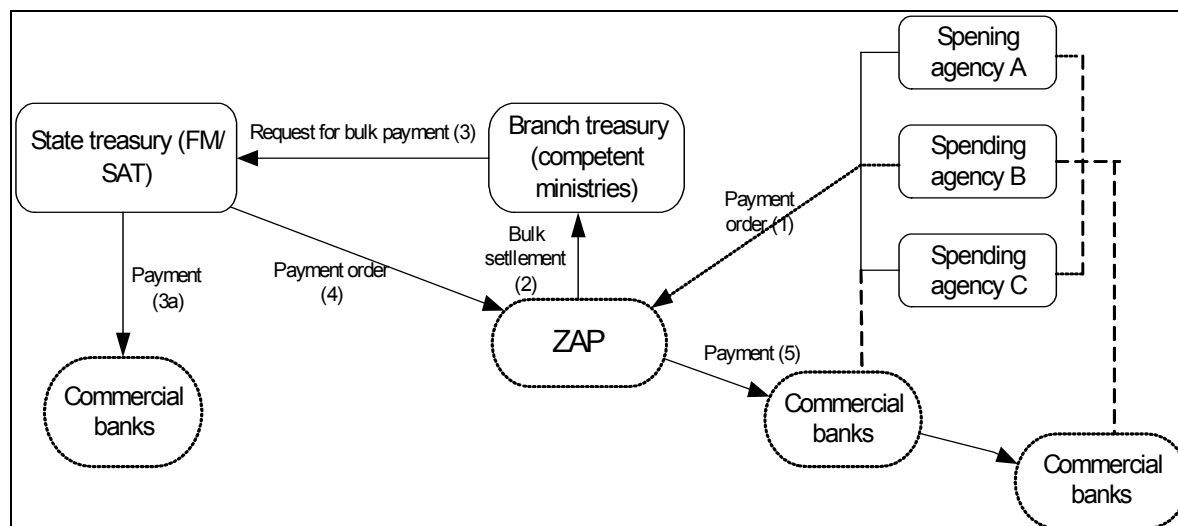 Spening
agency A
State treasury (FM/
SAT)
Request for bulk payment (3)
Branch treasury
(competent
ministries)
Spending
agency B
Payment
order (1)
Spending
agency C
Payment
(3a)
Payment order
(4)
Bulk
setllement
(2)
ZAP
Payment (5)
Commercial
banks
Commercial
banks
Commercial
banks